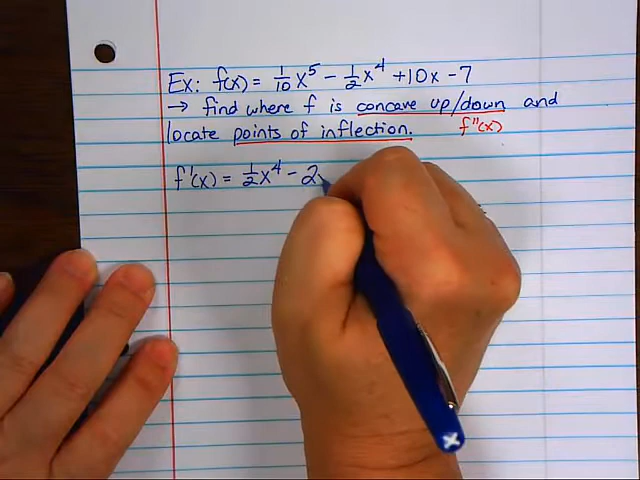 Ex: f(x) = 1/10 x^5 - 1/2 x^4 + 10x - 7
→ find where f is concave up/down and
locate points of inflection. f''(x)
f'(x) = 1/2 x^4 - 2x